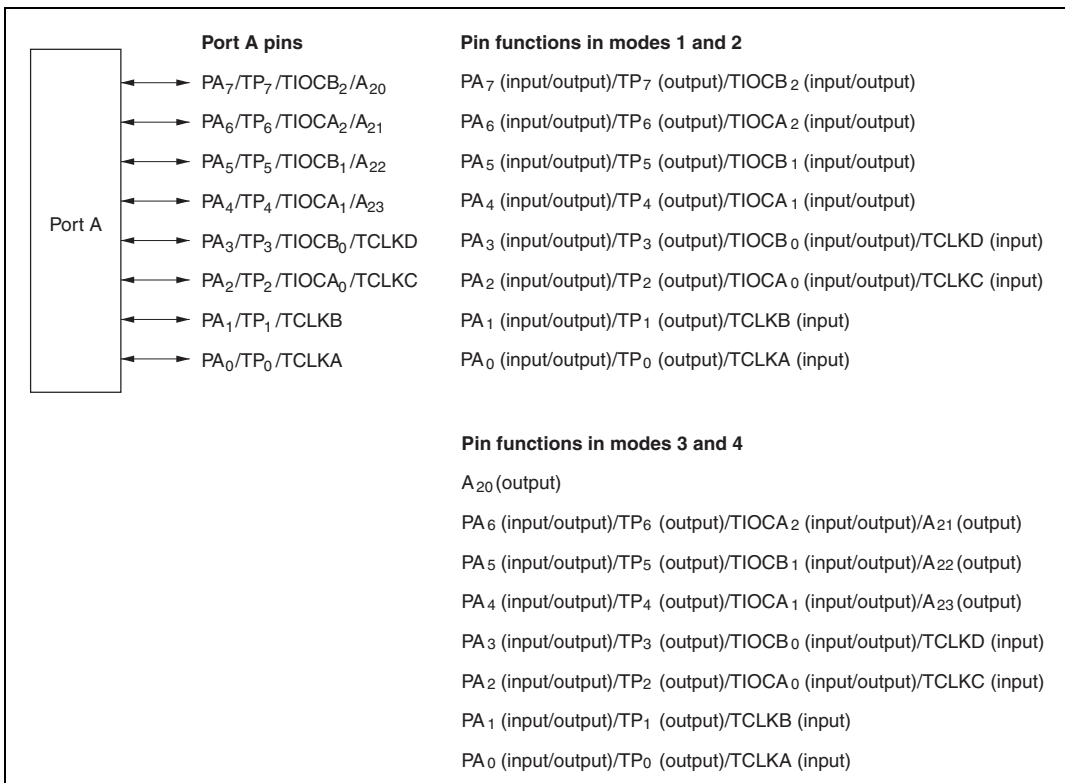 Port A pins Pin functions in modes 1 and 2
PA7/TP7/TIOCB2/A20 PA7 (input/output)/TP7 (output)/TIOCB2 (input/output)
PA6/TP6/TIOCA2/A21 PA6 (input/output)/TP6 (output)/TIOCA2 (input/output)
PA5/TP5/TIOCB1/A22 PA5 (input/output)/TP5 (output)/TIOCB1 (input/output)
PA4/TP4/TIOCA1/A23 PA4 (input/output)/TP4 (output)/TIOCA1 (input/output)
Port A
PA3/TP3/TIOCB0/TCLKD PA3 (input/output)/TP3 (output)/TIOCB0 (input/output)/TCLKD (input)
PA2/TP2/TIOCA0/TCLKC PA2 (input/output)/TP2 (output)/TIOCA0 (input/output)/TCLKC (input)
PA1/TP1/TCLKB PA1 (input/output)/TP1 (output)/TCLKB (input)
PA0/TP0/TCLKA PA0 (input/output)/TP0 (output)/TCLKA (input)
Pin functions in modes 3 and 4
A20 (output)
PA6 (input/output)/TP6 (output)/TIOCA2 (input/output)/A21 (output)
PA5 (input/output)/TP5 (output)/TIOCB1 (input/output)/A22 (output)
PA4 (input/output)/TP4 (output)/TIOCA1 (input/output)/A23 (output)
PA3 (input/output)/TP3 (output)/TIOCB0 (input/output)/TCLKD (input)
PA2 (input/output)/TP2 (output)/TIOCA0 (input/output)/TCLKC (input)
PA1 (input/output)/TP1 (output)/TCLKB (input)
PA0 (input/output)/TP0 (output)/TCLKA (input)